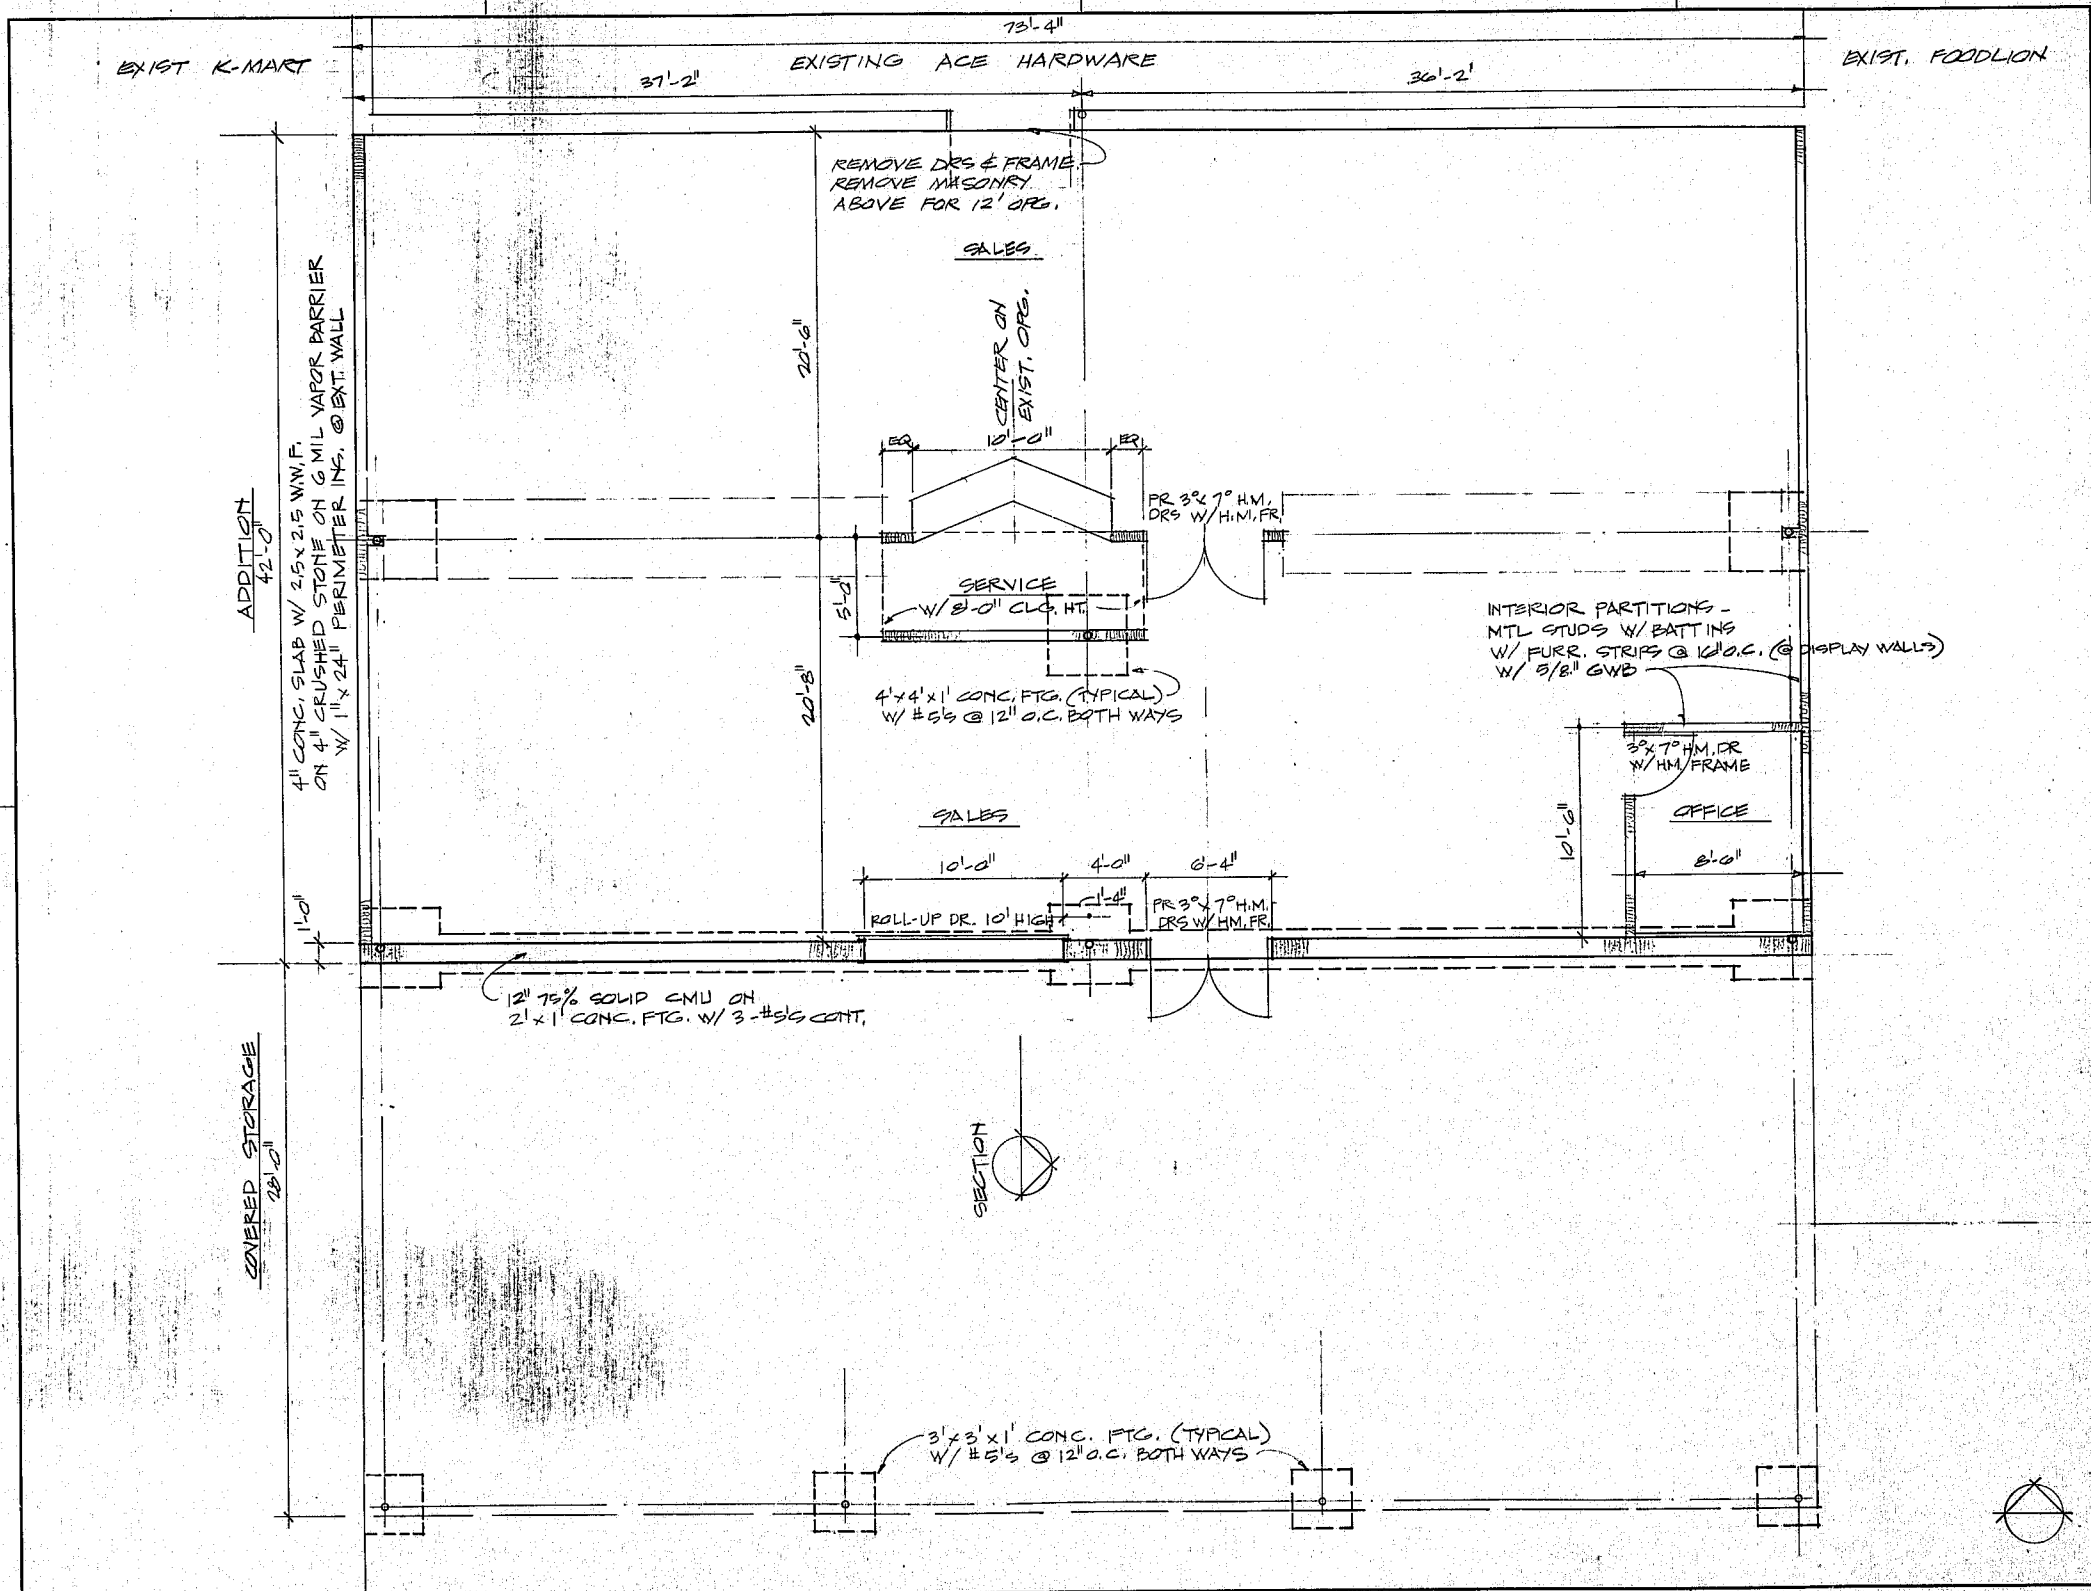 73'-4"
EXIST K-MART
EXISTING ACE HARDWARE
EXIST. FOODLION
37'-2"
36'-2"
REMOVE DRS & FRAME.
REMOVE MASONRY
ABOVE FOR 12' OPG.
SALES
CENTER ON
EXIST. OPG.
20'-6"
EQ
10'-0"
EQ
PR 3⁰x7⁰ H.M.
DRS W/ H.M. FR.
ADDITION
42'-0"
4" CONC. SLAB W/ 2.5 x 2.5 W.W.F.
ON 4" CRUSHED STONE ON 6 MIL VAPOR BARRIER
W/ 1" x 24" PERIMETER INS. @ EXT. WALL
5'-0"
SERVICE
W/ 8'-0" CLG. HT.
INTERIOR PARTITIONS -
MTL STUDS W/ BATT INS
W/ FURR. STRIPS @ 16" O.C. (@ DISPLAY WALLS)
W/ 5/8" GWB
4'x4'x1' CONC. FTG. (TYPICAL)
W/ #5's @ 12" O.C. BOTH WAYS
20'-8"
3⁰x7⁰ H.M. DR
W/ HM. FRAME
SALES
OFFICE
10'-6"
8'-6"
10'-0"
4'-0"
6'-4"
1'-4"
1'-0"
ROLL-UP DR. 10' HIGH
PR 3⁰x7⁰ H.M.
DRS W/ HM. FR.
12" 75% SOLID CMU ON
2'x1' CONC. FTG. W/ 3-#5's CONT.
COVERED STORAGE
28'-0"
SECTION
3'x3'x1' CONC. FTG. (TYPICAL)
W/ #5's @ 12" O.C. BOTH WAYS